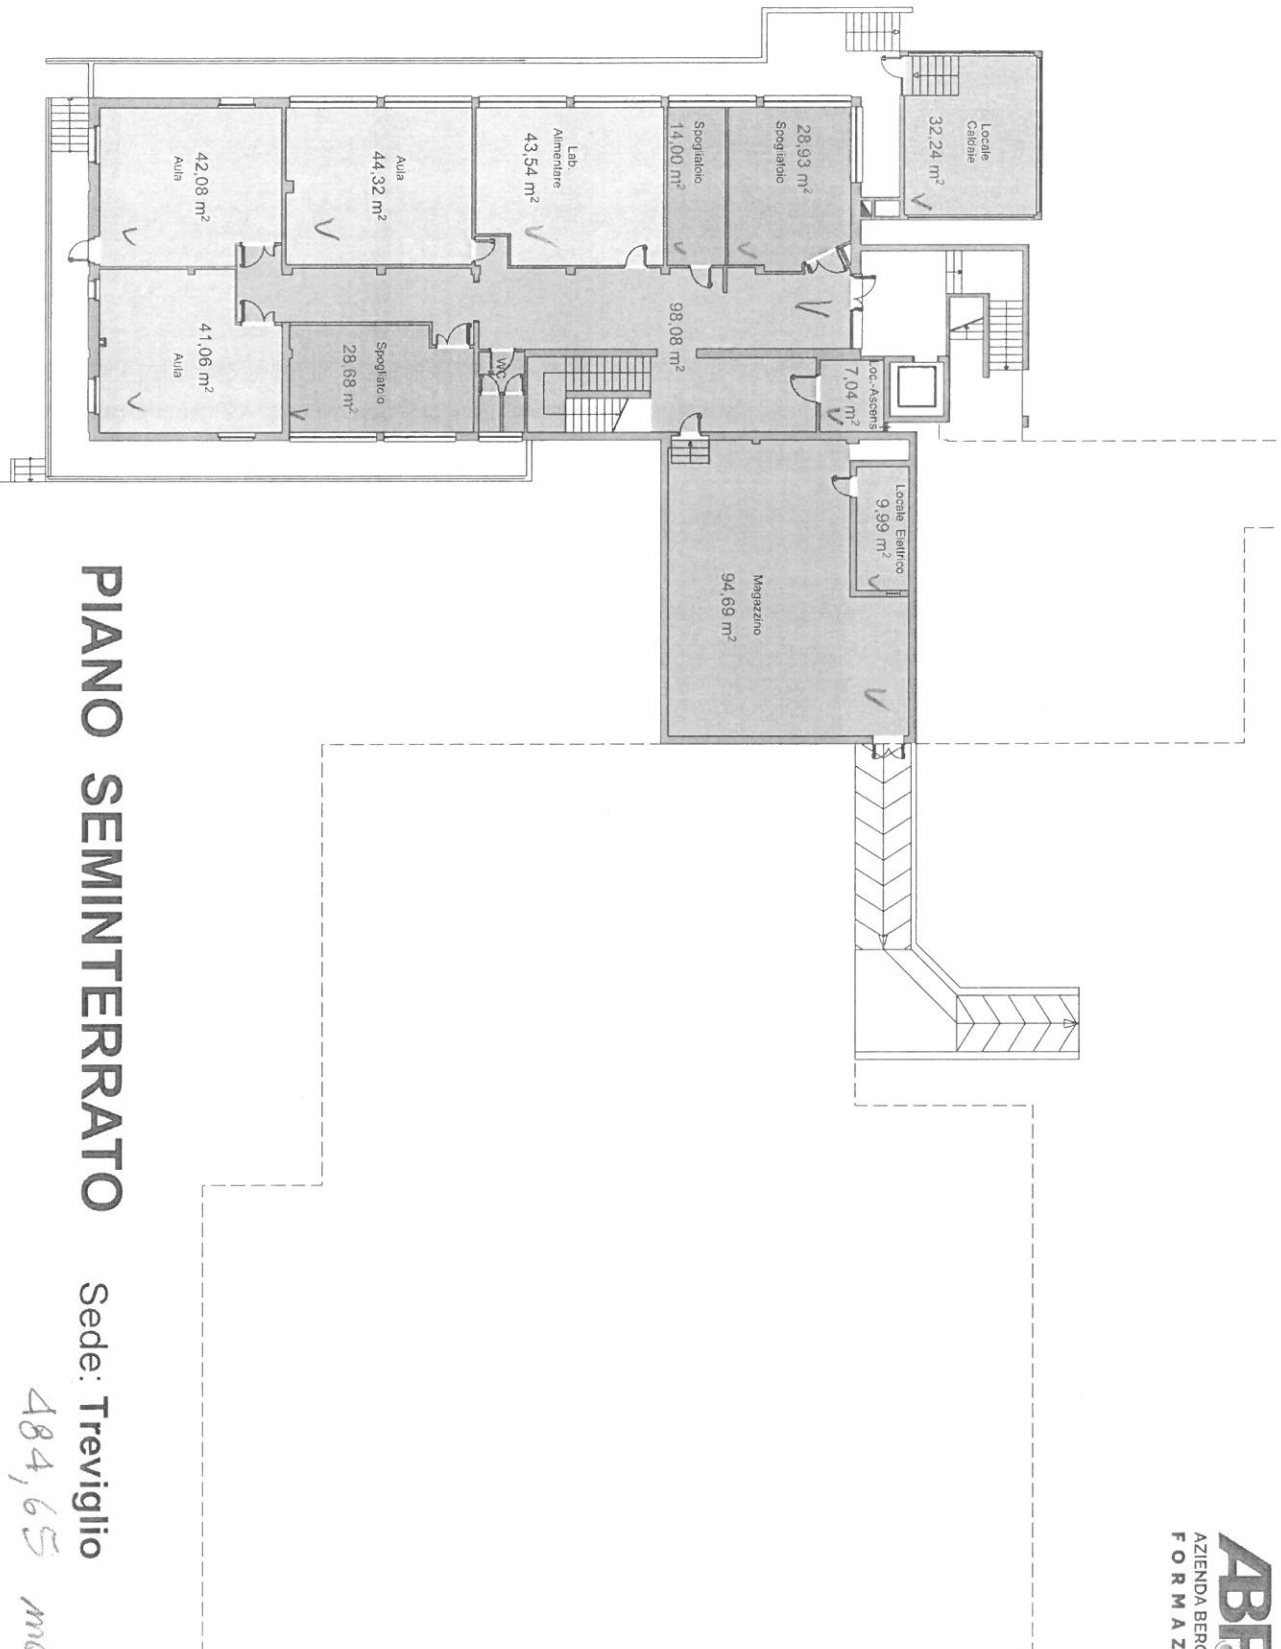 Locale
Caldaie
32,24 m²
28,93 m²
Spogliatoio
Spogliatoio
14,00 m²
Lab.
Alimentare
43,54 m²
Aula
44,32 m²
42,08 m²
Aula
98,08 m²
Loc.-Ascens
7,04 m²
WC
Spogliatoio
28,68 m²
41,06 m²
Aula
Locale Elettrico
9,99 m²
Magazzino
94,69 m²
PIANO SEMINTERRATO Sede: Treviglio
484,65
ABF
AZIENDA BERG
FORMAZ